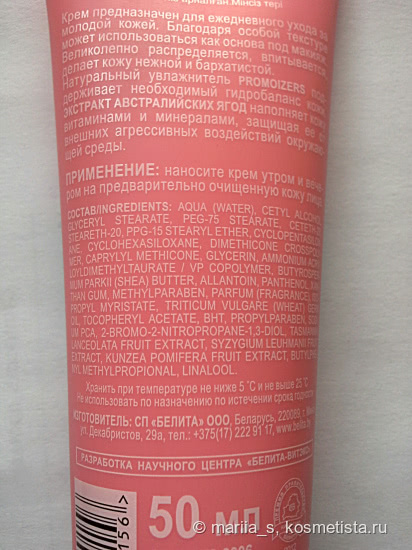 арналған.Мінсіз тері
Крем предназначен для ежедневного ухода за
молодой кожей. Благодаря особой текстуре
может использоваться как основа под макияж.
Великолепно распределяется, впитывается,
делает кожу нежной и бархатистой.
Натуральный увлажнитель PROMOIZERS под-
держивает необходимый гидробаланс кожи,
ЭКСТРАКТ АВСТРАЛИЙСКИХ ЯГОД наполняет кожу
витаминами и минералами, защищая ее от
внешних агрессивных воздействий окружаю-
щей среды.
ПРИМЕНЕНИЕ: наносите крем утром и вече-
ром на предварительно очищенную кожу лица.
СОСТАВ/INGREDIENTS: AQUA (WATER), CETYL ALCOHOL,
GLYCERYL STEARATE, PEG-75 STEARATE, CETETH-20,
STEARETH-20, PPG-15 STEARYL ETHER, CYCLOPENTASILOX-
ANE, CYCLOHEXASILOXANE, DIMETHICONE CROSSPOLY-
MER, CAPRYLYL METHICONE, GLYCERIN, AMMONIUM ACRY-
LOYLDIMETHYLTAURATE / VP COPOLYMER, BUTYROSPER-
MUM PARKII (SHEA) BUTTER, ALLANTOIN, PANTHENOL, XAN-
THAN GUM, METHYLPARABEN, PARFUM (FRAGRANCE), ISO-
PROPYL MYRISTATE, TRITICUM VULGARE (WHEAT) GERM
OIL, TOCOPHERYL ACETATE, BHT, PROPYLPARABEN,
UM PCA, 2-BROMO-2-NITROPROPANE-1,3-DIOL, TASMAN
LANCEOLATA FRUIT EXTRACT, SYZYGIUM LEUHMANII FRUIT
EXTRACT, KUNZEA POMIFERA FRUIT EXTRACT, BUTYLPHE-
NYL METHYLPROPIONAL, LINALOOL.
Хранить при температуре не ниже 5 °С и не выше 25 °С
Не использовать по назначению по истечении срока годности
ИЗГОТОВИТЕЛЬ: СП «БЕЛИТА» ООО, Беларусь, 220089, г.
ул. Декабристов, 29а, тел.: +375(17) 222 91 17, www.belita.by
РАЗРАБОТКА НАУЧНОГО ЦЕНТРА «БЕЛИТА-ВИТЭКС»
156
50 мл
mariia_s, kosmetista.ru